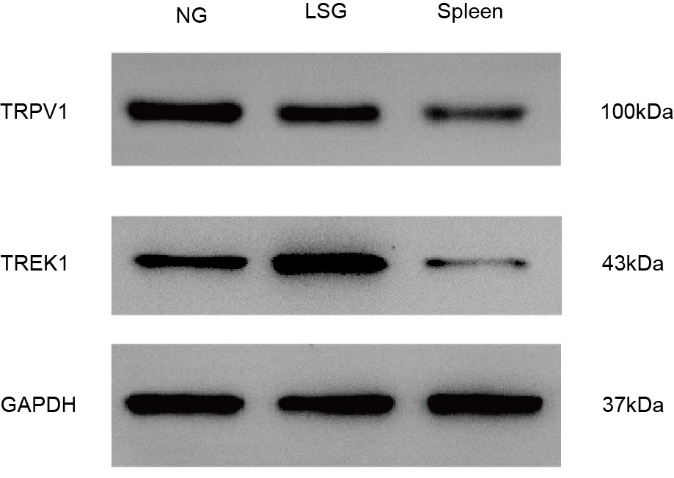 NG LSG Spleen
TRPV1 100kDa
TREK1 43kDa
GAPDH 37kDa